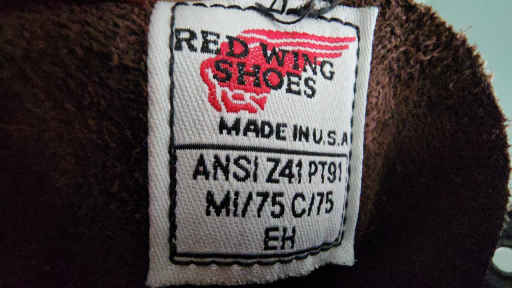 RED WING
SHOES
MADE IN U.S.A
ANSI Z41 PT91
MI/75 C/75
EH